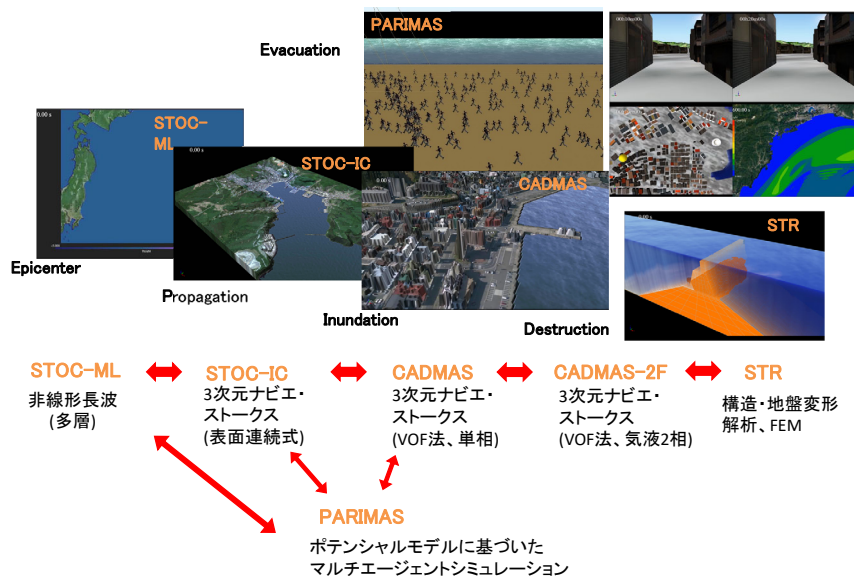 Evacuation
PARIMAS
0.00 s
STOC-
ML
0.00 s
STOC-IC
0.00 s
CADMAS
STR
Epicenter
Propagation
Inundation
Destruction
STOC-ML
非線形長波
(多層)
STOC-IC
3次元ナビエ・
ストークス
(表面連続式)
CADMAS
3次元ナビエ・
ストークス
(VOF法、単相)
CADMAS-2F
3次元ナビエ・
ストークス
(VOF法、気液2相)
STR
構造・地盤変形
解析、FEM
PARIMAS
ポテンシャルモデルに基づいた
マルチエージェントシミュレーション